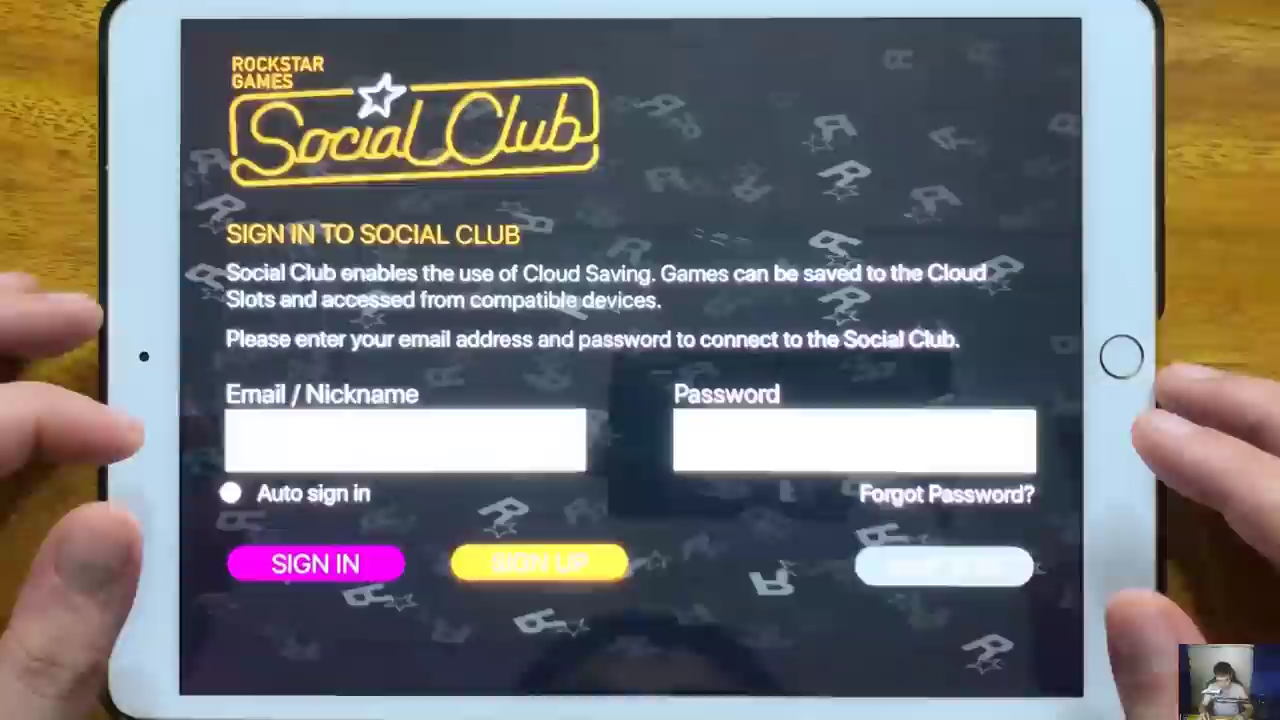 ROCKSTAR
GAMES
Social Club
SIGN IN TO SOCIAL CLUB
Social Club enables the use of Cloud Saving. Games can be saved to the Cloud
Slots and accessed from compatible devices.
Please enter your email address and password to connect to the Social Club.
Email / Nickname
Password
Auto sign in
Forgot Password?
SIGN IN
SIGN UP